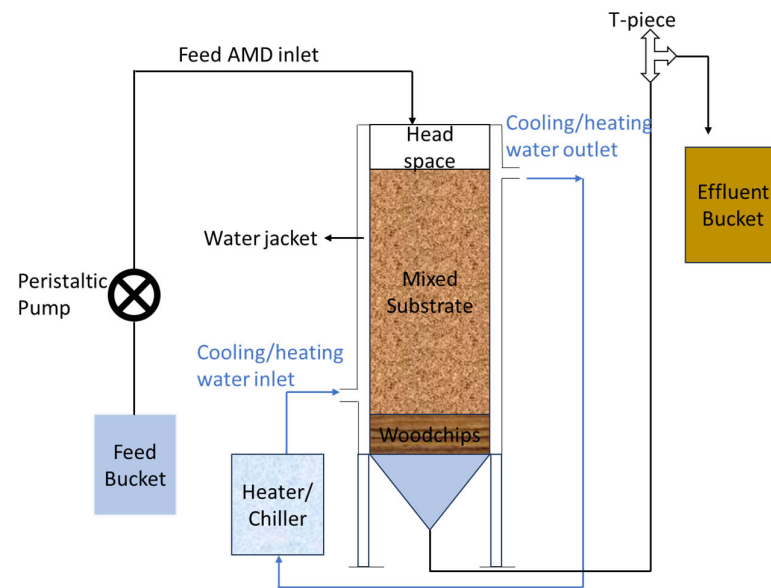 T-piece
Feed AMD inlet
Cooling/heating
water outlet
Head
space
Effluent
Bucket
Water jacket
Mixed
Substrate
Peristaltic
Pump
Cooling/heating
water inlet
Woodchips
Feed
Bucket
Heater/
Chiller